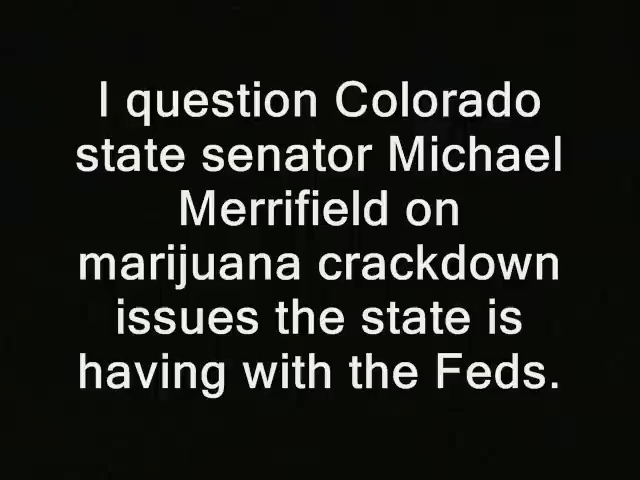 I question Colorado
state senator Michael
Merrifield on
marijuana crackdown
issues the state is
having with the Feds.